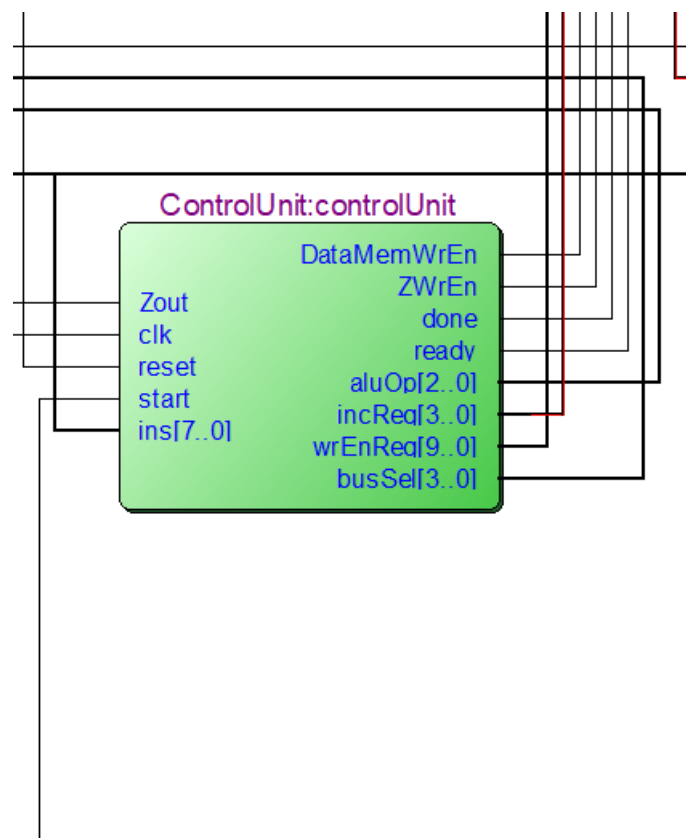 ControlUnit:controlUnit
Zout
clk
reset
start
ins[7..0]
DataMemWrEn
ZWrEn
done
ready
aluOp[2..0]
incReg[3..0]
wrEnReg[9..0]
busSel[3..0]